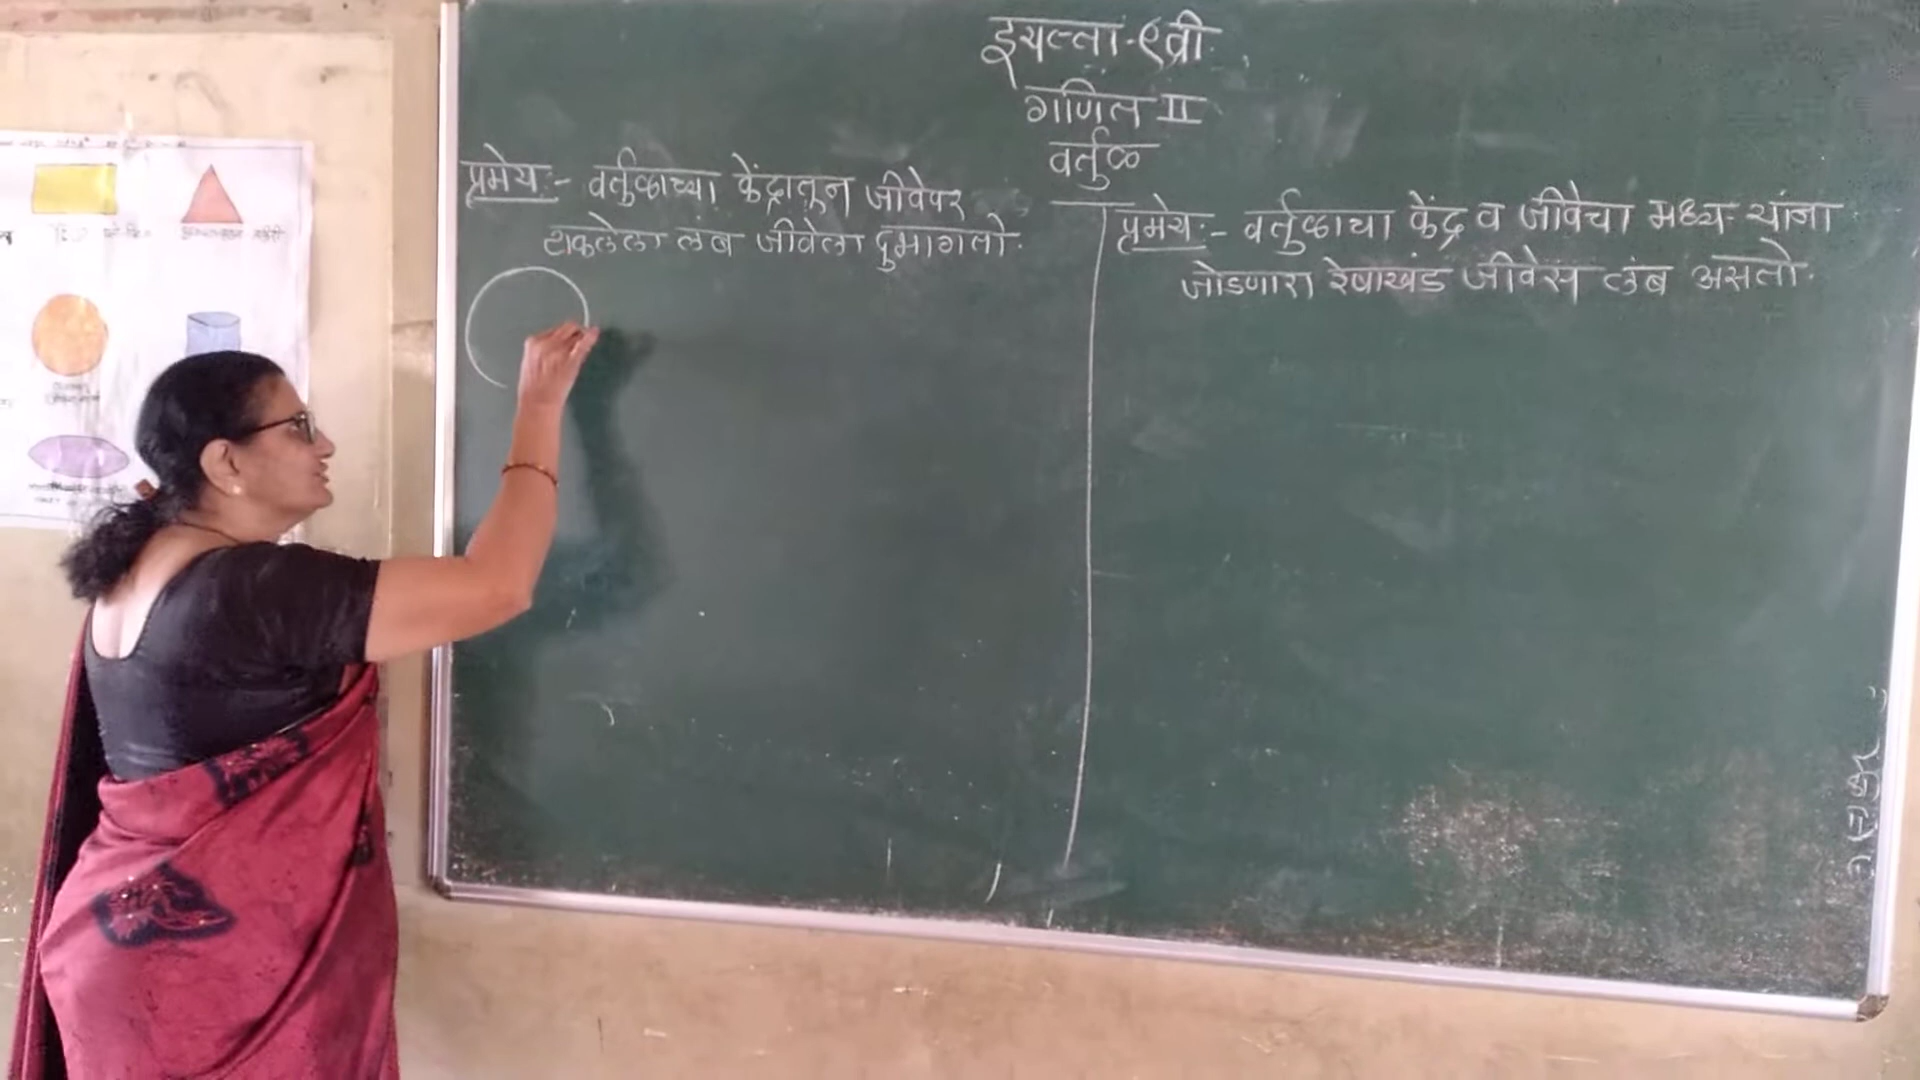 इयत्ता-९वी
गणित II
वर्तुळ
प्रमेय:- वर्तुळाच्या केंद्रातून जीवेवर
टाकलेला लंब जीवेला दुभागतो.
प्रमेय:- वर्तुळाचा केंद्र व जीवेचा मध्य यांना
जोडणारा रेषाखंड जीवेस लंब असतो.